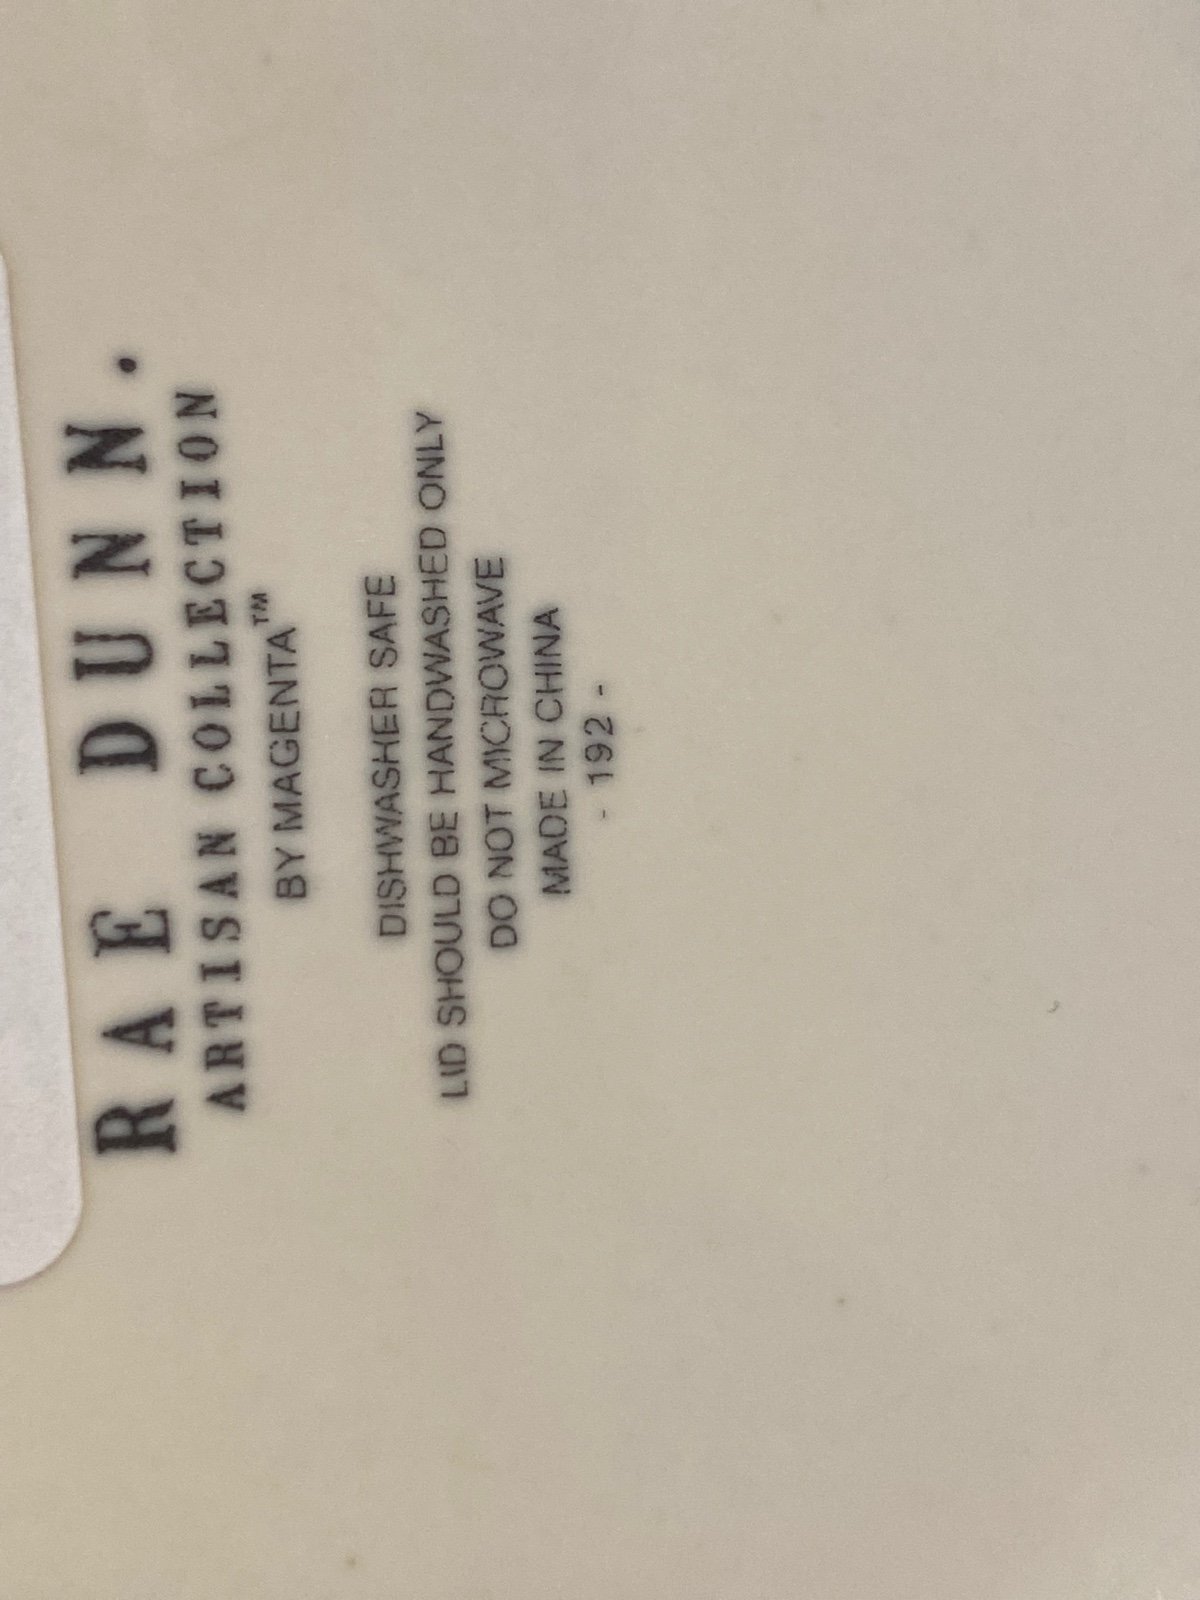 RAE DUNN.
ARTISAN COLLECTION
BY MAGENTA™
DISHWASHER SAFE
LID SHOULD BE HANDWASHED ONLY
DO NOT MICROWAVE
MADE IN CHINA
- 192 -